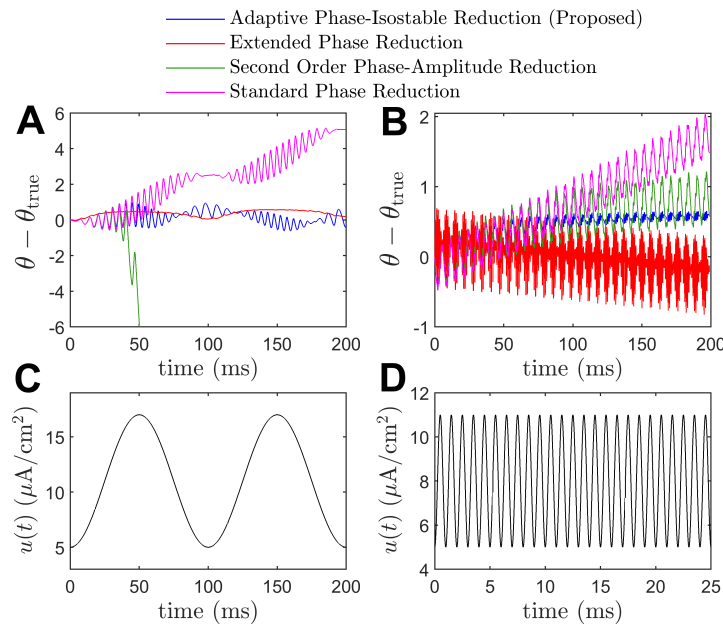 Adaptive Phase-Isostable Reduction (Proposed)
Extended Phase Reduction
Second Order Phase-Amplitude Reduction
Standard Phase Reduction
A
B
6
4
2
0
-2
-4
-6
θ − θtrue
0
50
100
150
200
time (ms)
2
1
0
-1
θ − θtrue
0
50
100
150
200
time (ms)
C
D
15
10
5
u(t) (μA/cm²)
0
50
100
150
200
time (ms)
12
10
8
6
4
u(t) (μA/cm²)
0
5
10
15
20
25
time (ms)